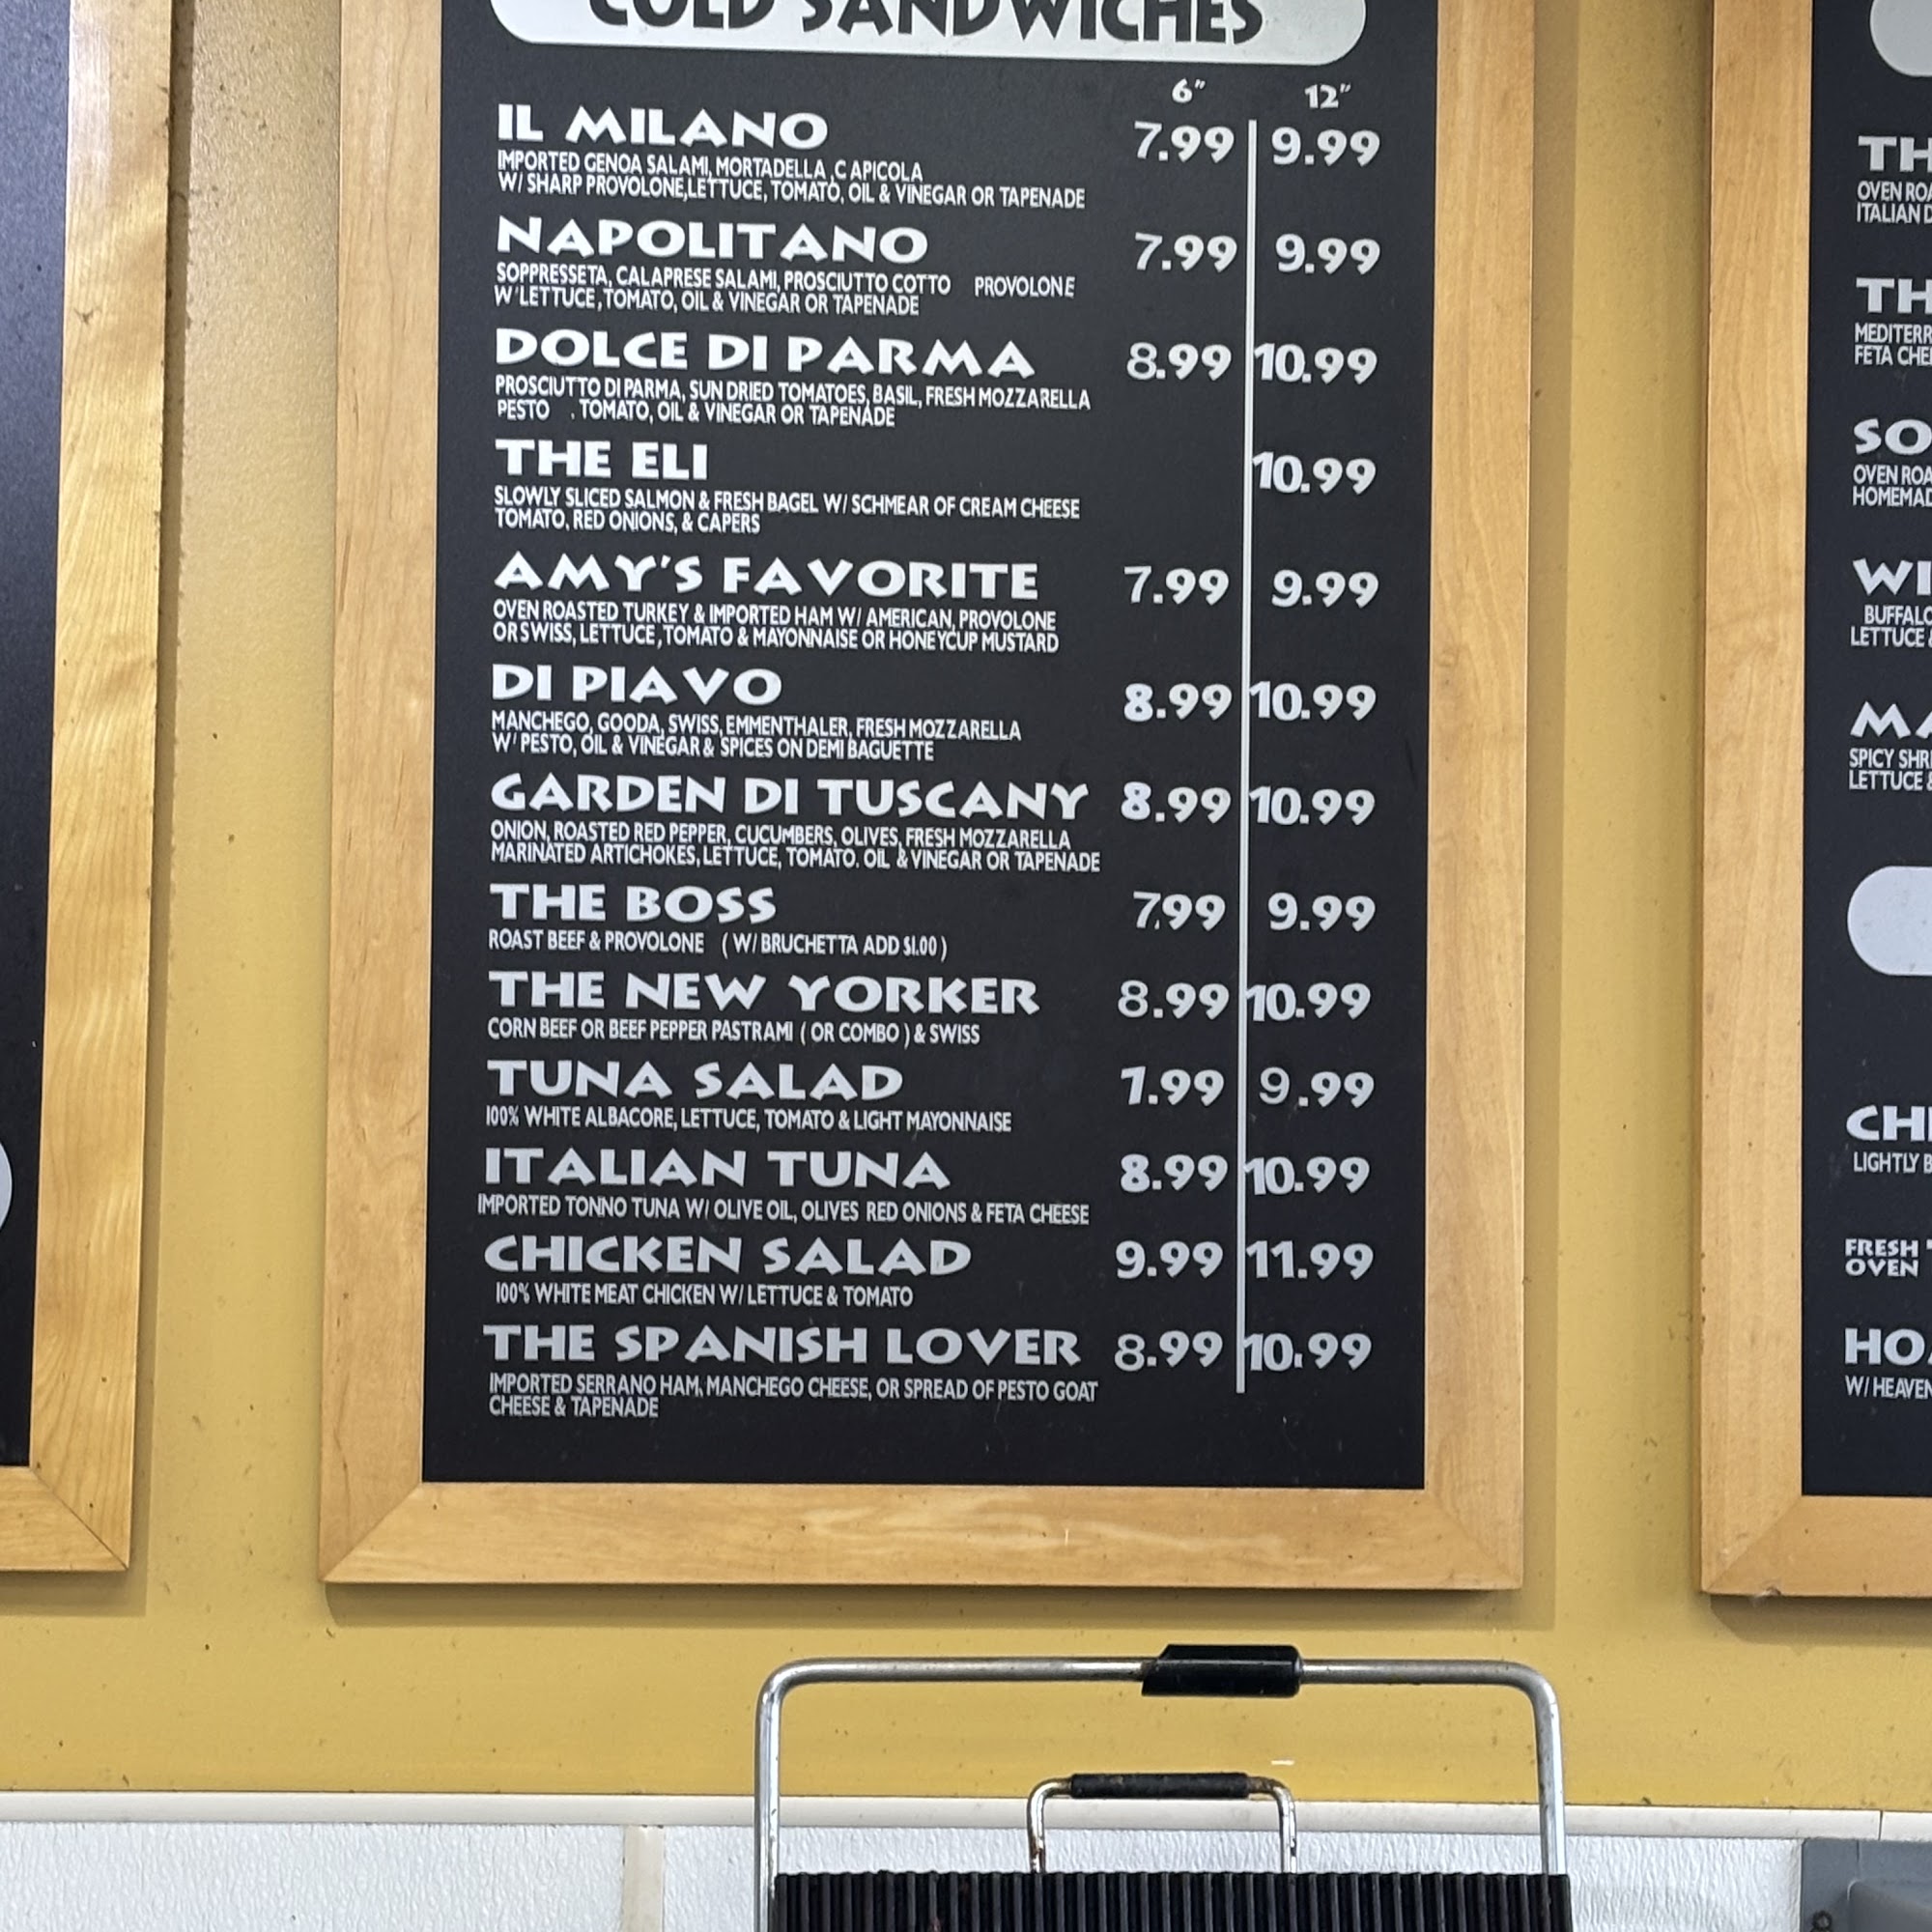 COLD SANDWICHES
6" 12"
IL MILANO 7.99 9.99
IMPORTED GENOA SALAMI, MORTADELLA ,C APICOLA
W/ SHARP PROVOLONE,LETTUCE, TOMATO, OIL & VINEGAR OR TAPENADE
NAPOLITANO 7.99 9.99
SOPPRESSETA, CALAPRESE SALAMI, PROSCIUTTO COTTO PROVOLONE
W/LETTUCE,TOMATO, OIL & VINEGAR OR TAPENADE
DOLCE DI PARMA 8.99 10.99
PROSCIUTTO DI PARMA, SUN DRIED TOMATOES, BASIL, FRESH MOZZARELLA
PESTO . TOMATO, OIL & VINEGAR OR TAPENADE
THE ELI 10.99
SLOWLY SLICED SALMON & FRESH BAGEL W/ SCHMEAR OF CREAM CHEESE
TOMATO, RED ONIONS, & CAPERS
AMY'S FAVORITE 7.99 9.99
OVEN ROASTED TURKEY & IMPORTED HAM W/ AMERICAN, PROVOLONE
OR SWISS, LETTUCE,TOMATO & MAYONNAISE OR HONEYCUP MUSTARD
DI PIAVO 8.99 10.99
MANCHEGO, GOODA, SWISS, EMMENTHALER, FRESH MOZZARELLA
W/ PESTO, OIL & VINEGAR & SPICES ON DEMI BAGUETTE
GARDEN DI TUSCANY 8.99 10.99
ONION, ROASTED RED PEPPER, CUCUMBERS, OLIVES, FRESH MOZZARELLA
MARINATED ARTICHOKES, LETTUCE, TOMATO. OIL & VINEGAR OR TAPENADE
THE BOSS 7.99 9.99
ROAST BEEF & PROVOLONE ( W/ BRUCHETTA ADD $1.00 )
THE NEW YORKER 8.99 10.99
CORN BEEF OR BEEF PEPPER PASTRAMI ( OR COMBO ) & SWISS
TUNA SALAD 7.99 9.99
100% WHITE ALBACORE, LETTUCE, TOMATO & LIGHT MAYONNAISE
ITALIAN TUNA 8.99 10.99
IMPORTED TONNO TUNA W/ OLIVE OIL, OLIVES RED ONIONS & FETA CHEESE
CHICKEN SALAD 9.99 11.99
100% WHITE MEAT CHICKEN W/ LETTUCE & TOMATO
THE SPANISH LOVER 8.99 10.99
IMPORTED SERRANO HAM, MANCHEGO CHEESE, OR SPREAD OF PESTO GOAT
CHEESE & TAPENADE
OVEN
ITALIAN
FETA
SO
OVEN
BUFFALO
LETTUCE
SPICY
LETTUCE &
LIGHTLY
FRESH
OVEN
W/